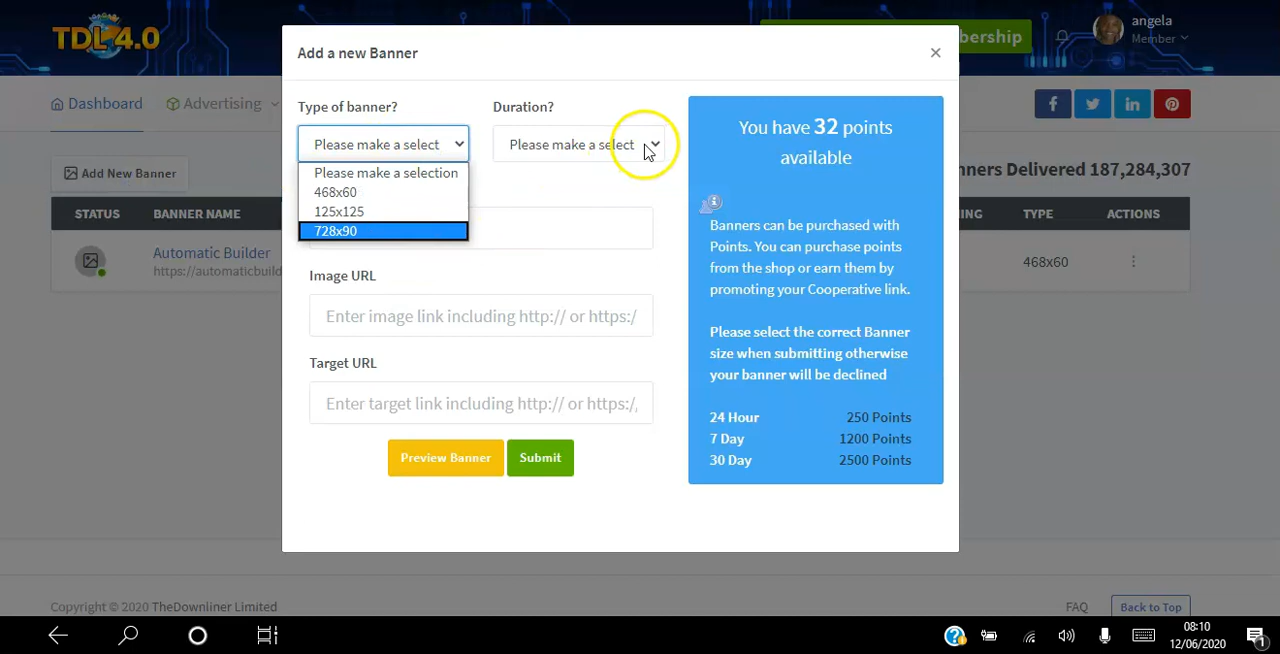 TDL 4.0
bership
angela
Member
Dashboard
Advertising
Add New Banner
nners Delivered 187,284,307
STATUS
BANNER NAME
ING
TYPE
ACTIONS
Automatic Builder
https://automaticbuild
468x60
Add a new Banner
×
Type of banner?
Duration?
Please make a select
Please make a select
Please make a selection
468x60
125x125
728x90
Image URL
Enter image link including http:// or https:/
Target URL
Enter target link including http:// or https:/,
Preview Banner
Submit
You have 32 points
available
Banners can be purchased with
Points. You can purchase points
from the shop or earn them by
promoting your Cooperative link.
Please select the correct Banner
size when submitting otherwise
your banner will be declined
24 Hour 250 Points
7 Day 1200 Points
30 Day 2500 Points
Copyright © 2020 TheDownliner Limited
FAQ
Back to Top
08:10
12/06/2020
1